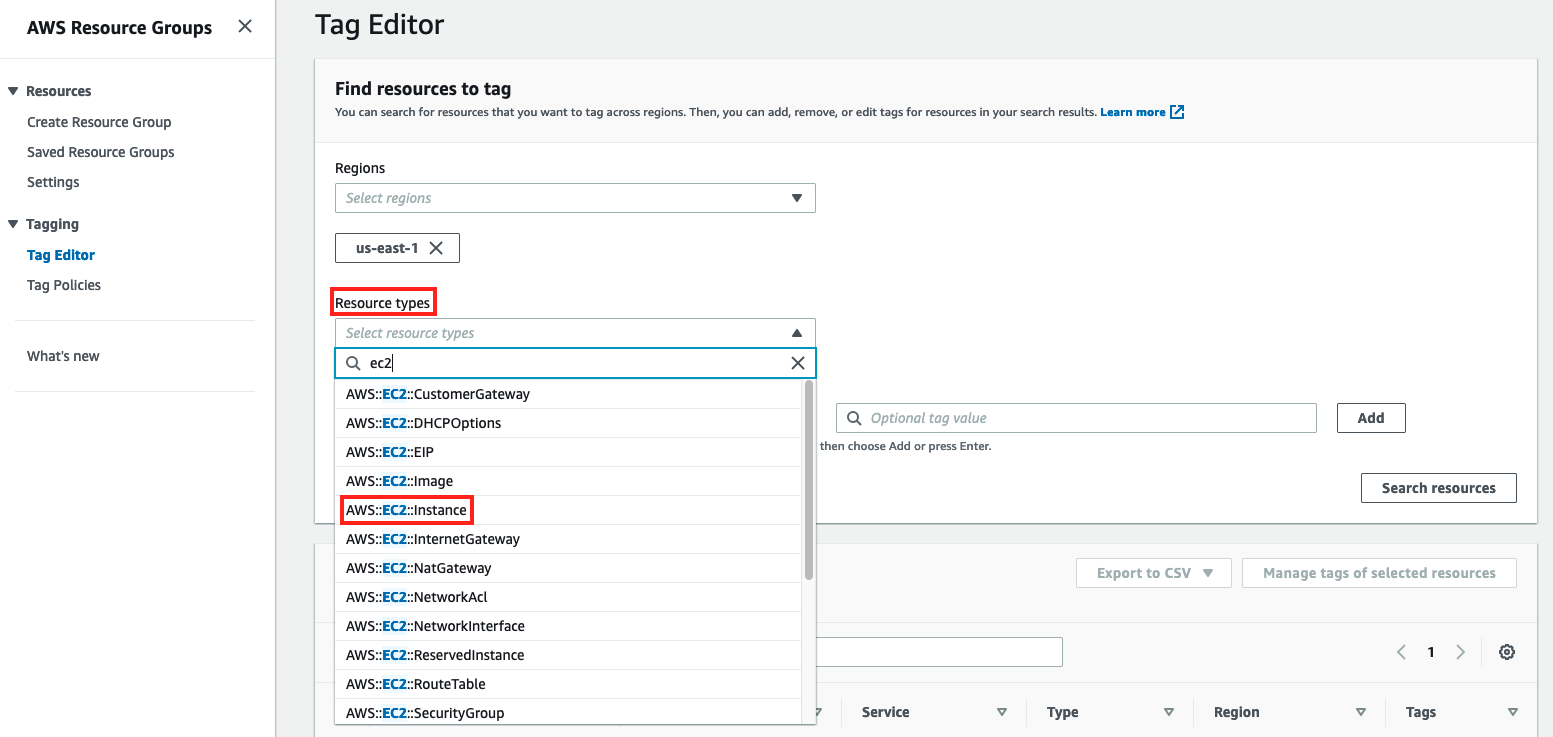 AWS Resource Groups
Resources
Create Resource Group
Saved Resource Groups
Settings
Tagging
Tag Editor
Tag Policies
What's new
Tag Editor
Find resources to tag
You can search for resources that you want to tag across regions. Then, you can add, remove, or edit tags for resources in your search results. Learn more
Regions
Select regions
us-east-1
Resource types
Select resource types
ec2
AWS::EC2::CustomerGateway
AWS::EC2::DHCPOptions
AWS::EC2::EIP
AWS::EC2::Image
AWS::EC2::Instance
AWS::EC2::InternetGateway
AWS::EC2::NatGateway
AWS::EC2::NetworkAcl
AWS::EC2::NetworkInterface
AWS::EC2::ReservedInstance
AWS::EC2::RouteTable
AWS::EC2::SecurityGroup
Optional tag value Add
then choose Add or press Enter.
Search resources
Export to CSV Manage tags of selected resources
1
Service Type Region Tags